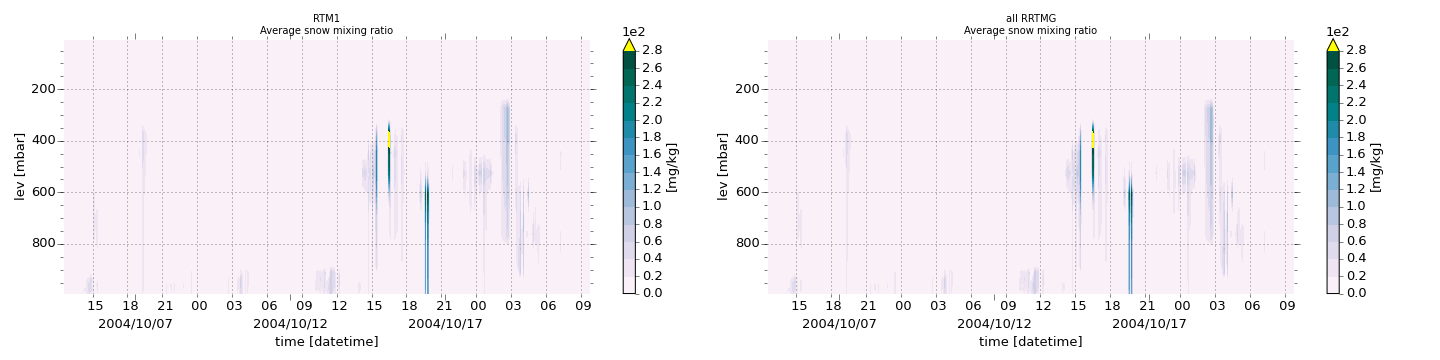 RTM1
Average snow mixing ratio
1e2
2.8
2.6
2.4
2.2
2.0
1.8
1.6
1.4
1.2
1.0
0.8
0.6
0.4
0.2
0.0
[mg/kg]
200
400
600
800
lev [mbar]
15 18 21 00 03 06 09 12 15 18 22 00 03 06 09
2004/10/07 2004/10/12 2004/10/17
time [datetime]
all RRTMG
Average snow mixing ratio
1e2
2.8
2.6
2.4
2.2
2.0
1.8
1.6
1.4
1.2
1.0
0.8
0.6
0.4
0.2
0.0
[mg/kg]
200
400
600
800
lev [mbar]
15 18 21 00 03 06 08 12 15 18 21 00 03 06 09
2004/10/07 2004/10/12 2004/10/17
time [datetime]